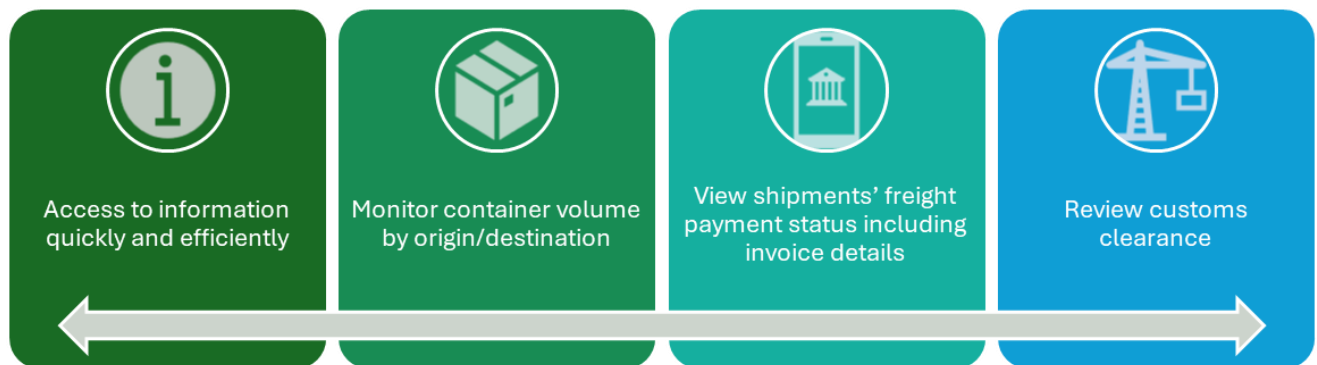 Access to information
quickly and efficiently
Monitor container volume
by origin/destination
View shipments’ freight
payment status including
invoice details
Review customs
clearance